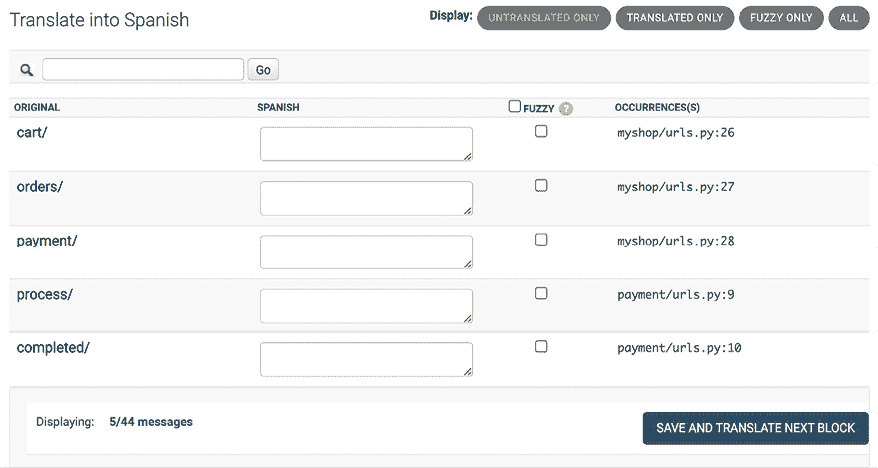 Translate into Spanish
Display: UNTRANSLATED ONLY TRANSLATED ONLY FUZZY ONLY ALL
Go
ORIGINAL SPANISH FUZZY ? OCCURRENCES(S)
cart/ myshop/urls.py:26
orders/ myshop/urls.py:27
payment/ myshop/urls.py:28
process/ payment/urls.py:9
completed/ payment/urls.py:10
Displaying: 5/44 messages SAVE AND TRANSLATE NEXT BLOCK